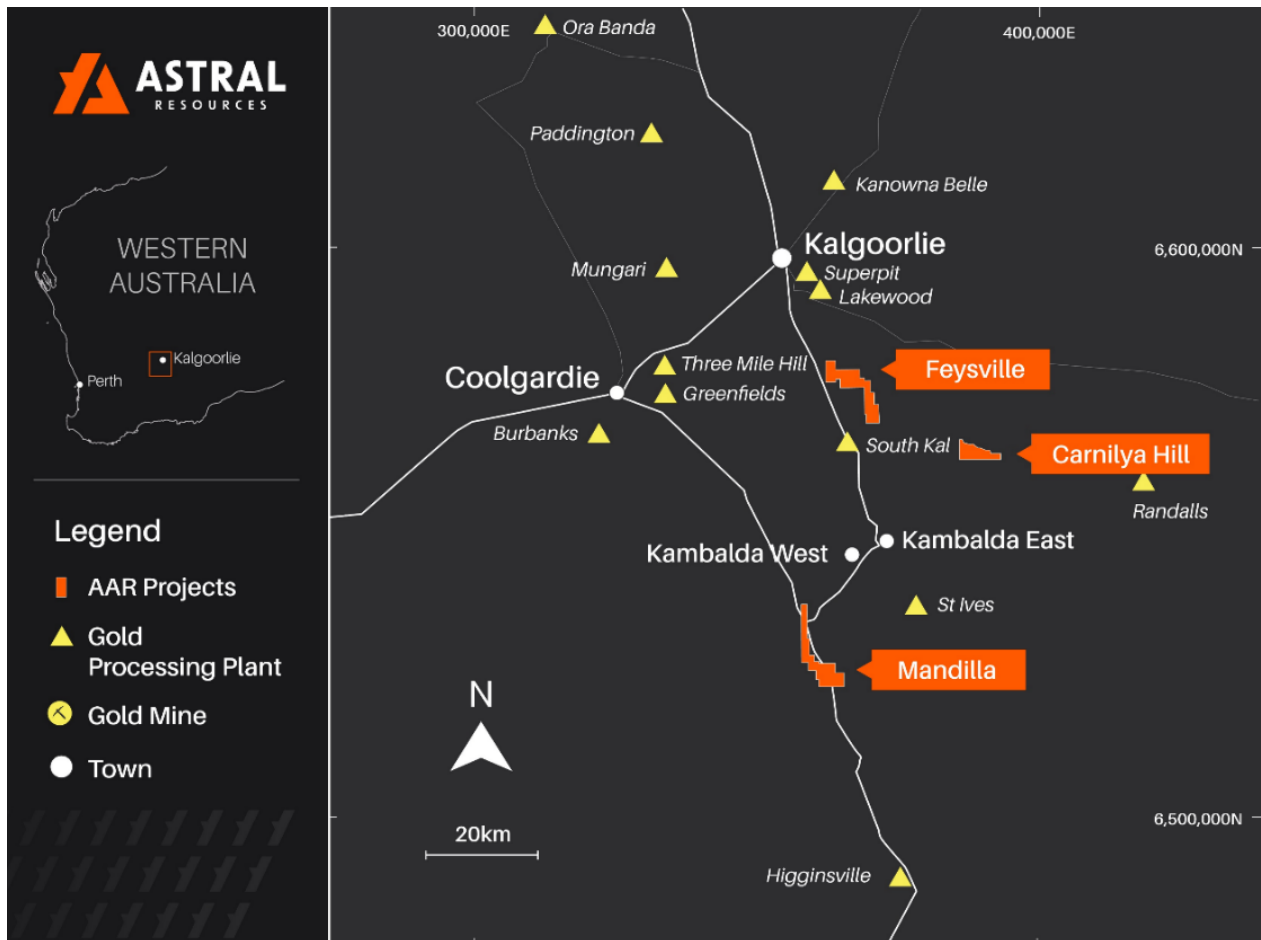 ASTRAL
RESOURCES
WESTERN
AUSTRALIA
Kalgoorlie
Perth
Legend
AAR Projects
Gold
Processing Plant
Gold Mine
Town
300,000E
400,000E
Ora Banda
Paddington
Kanowna Belle
Kalgoorlie
6,600,000N
Mungari
Superpit
Lakewood
Three Mile Hill
Feysville
Coolgardie
Greenfields
Burbanks
South Kal
Carnilya Hill
Randalls
Kambalda West
Kambalda East
St Ives
Mandilla
N
20km
6,500,000N
Higginsville